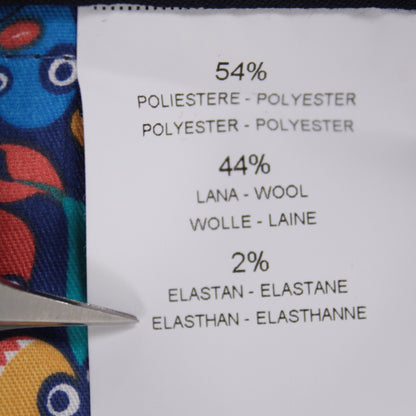 54%
POLIESTERE - POLYESTER
POLYESTER - POLYESTER
44%
LANA - WOOL
WOLLE - LAINE
2%
ELASTAN - ELASTANE
ELASTHAN - ELASTHANNE